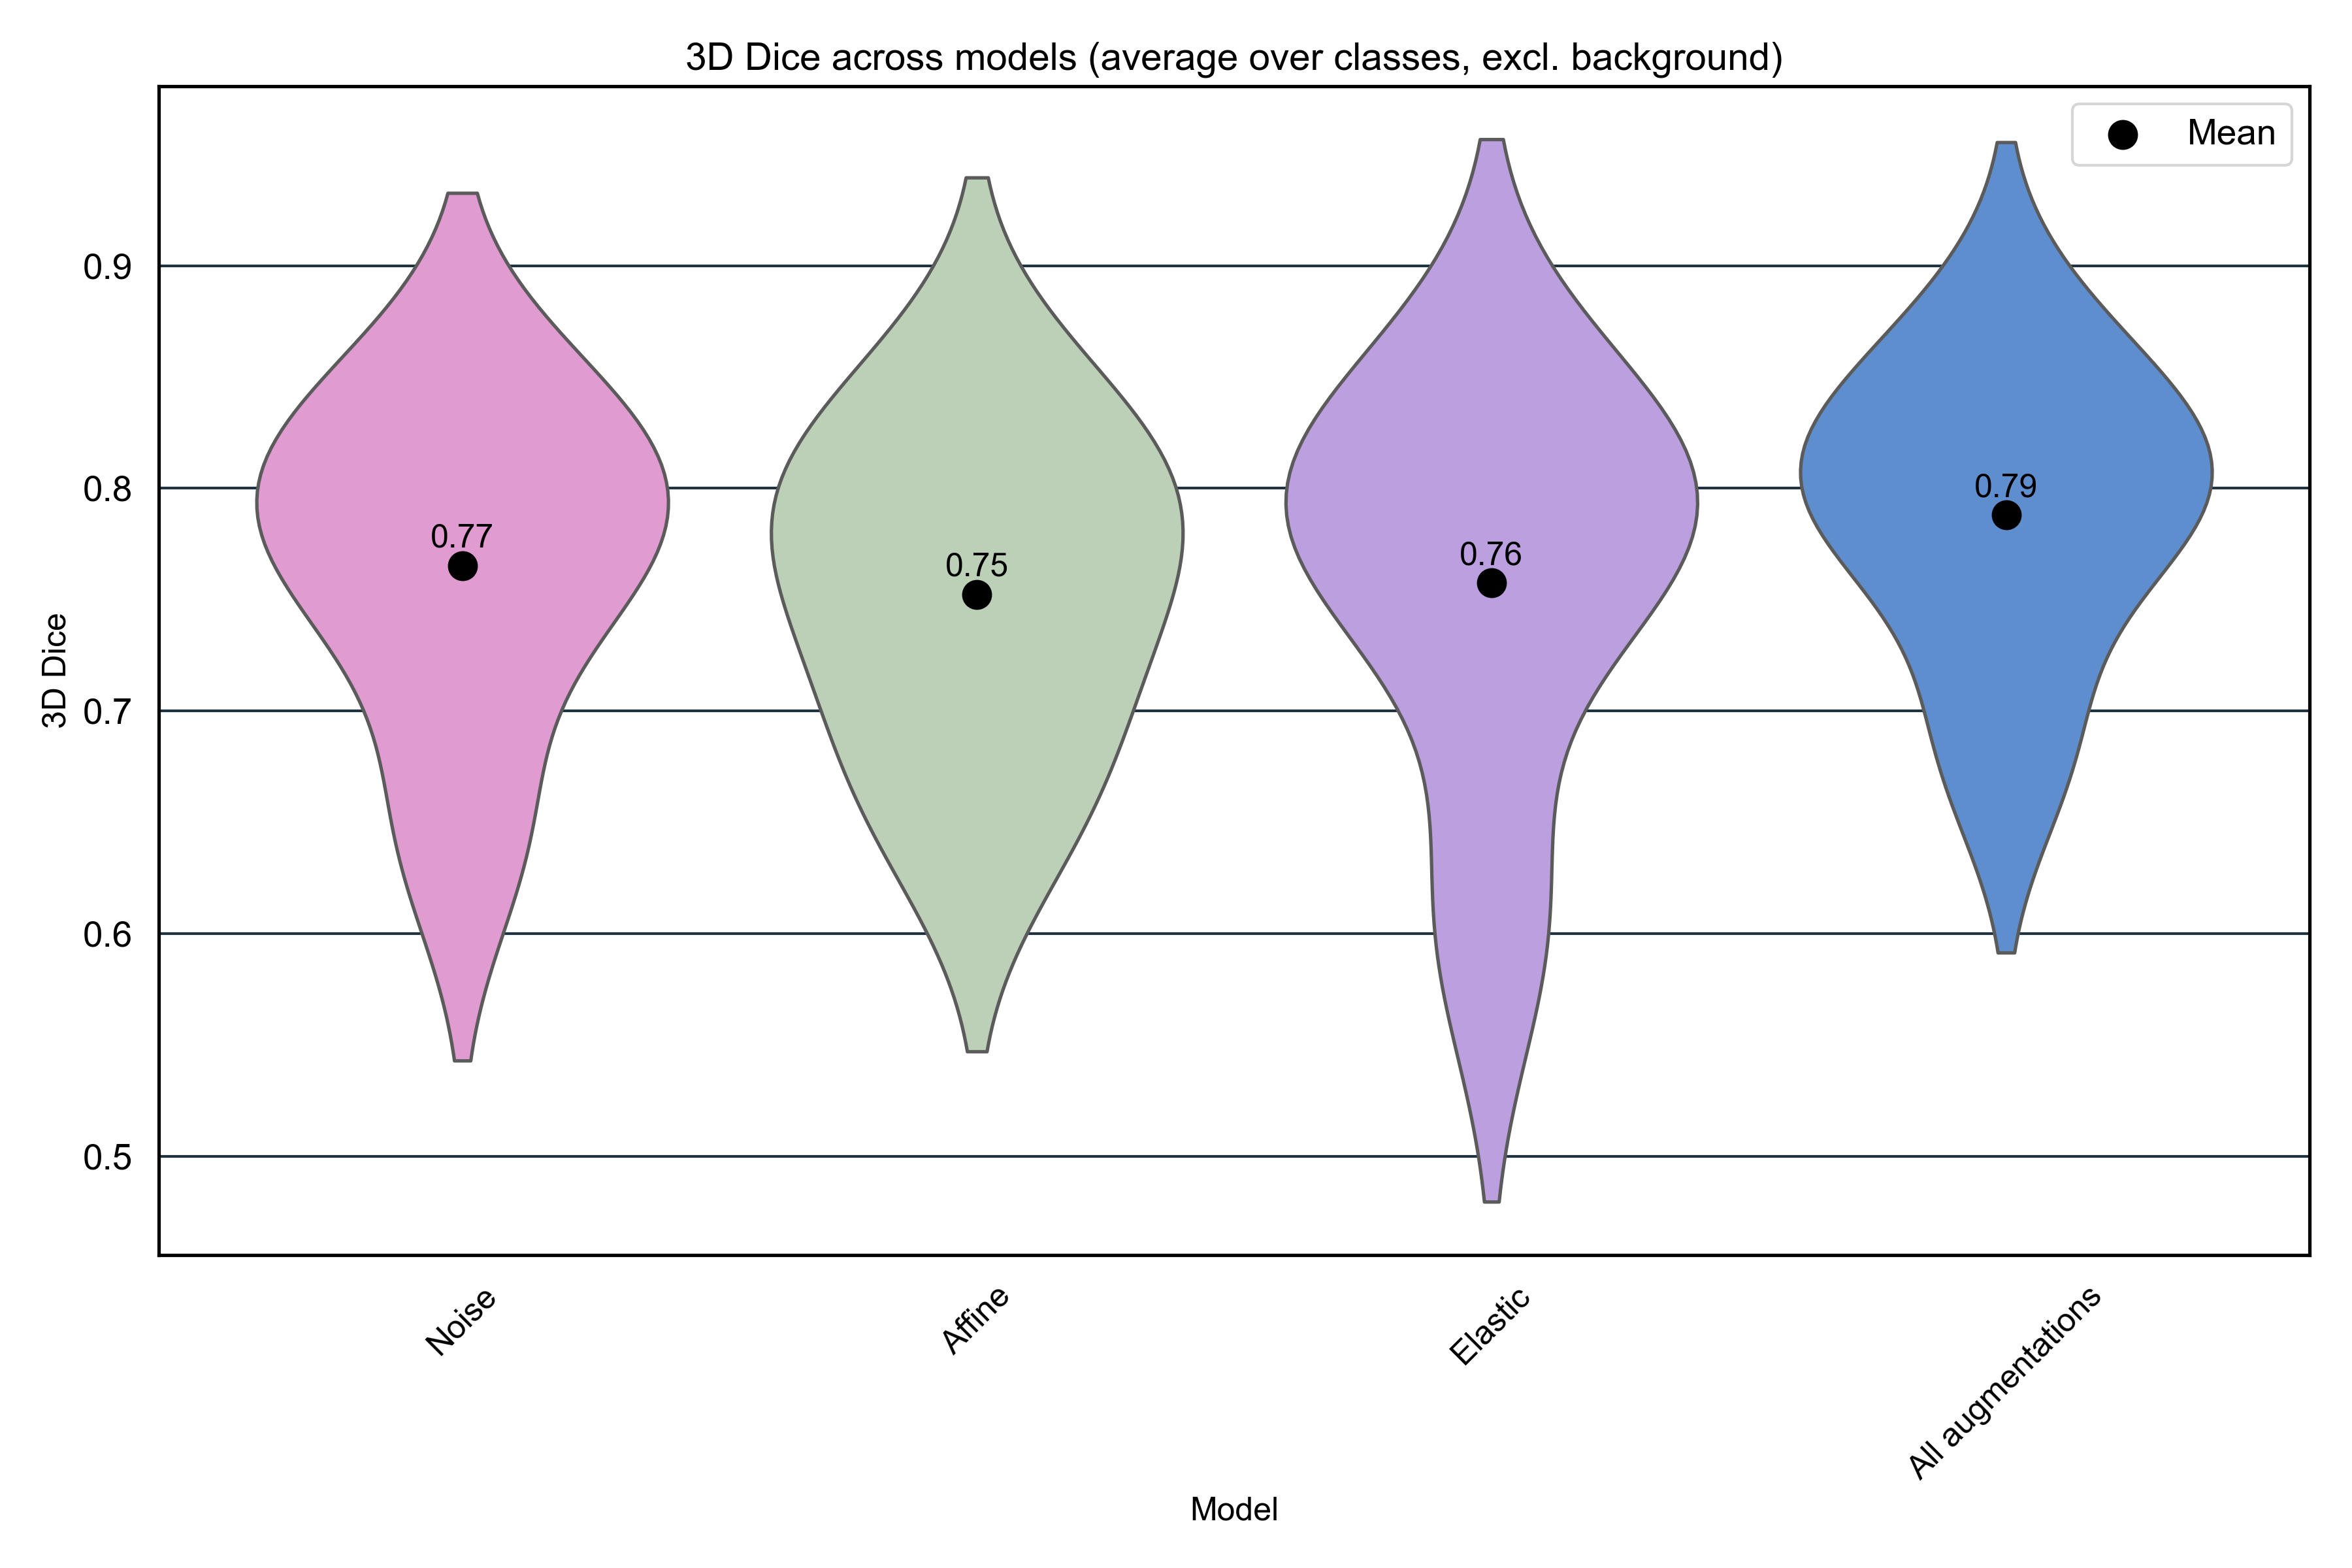 3D Dice across models (average over classes, excl. background)
Mean
0.9
0.8
0.7
0.6
0.5
3D Dice
0.77
0.75
0.76
0.79
Noise
Affine
Elastic
All augmentations
Model